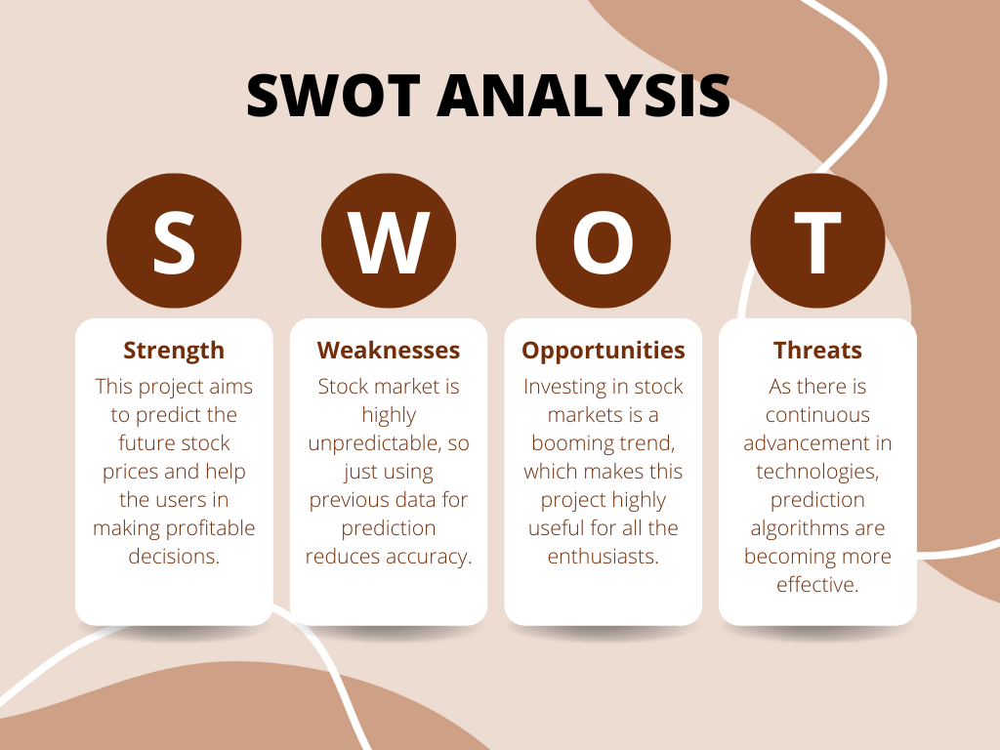 SWOT ANALYSIS
S
W
O
T
Strength
This project aims
to predict the
future stock
prices and help
the users in
making profitable
decisions.
Weaknesses
Stock market is
highly
unpredictable, so
just using
previous data for
prediction
reduces accuracy.
Opportunities
Investing in stock
markets is a
booming trend,
which makes this
project highly
useful for all the
enthusiasts.
Threats
As there is
continuous
advancement in
technologies,
prediction
algorithms are
becoming more
effective.